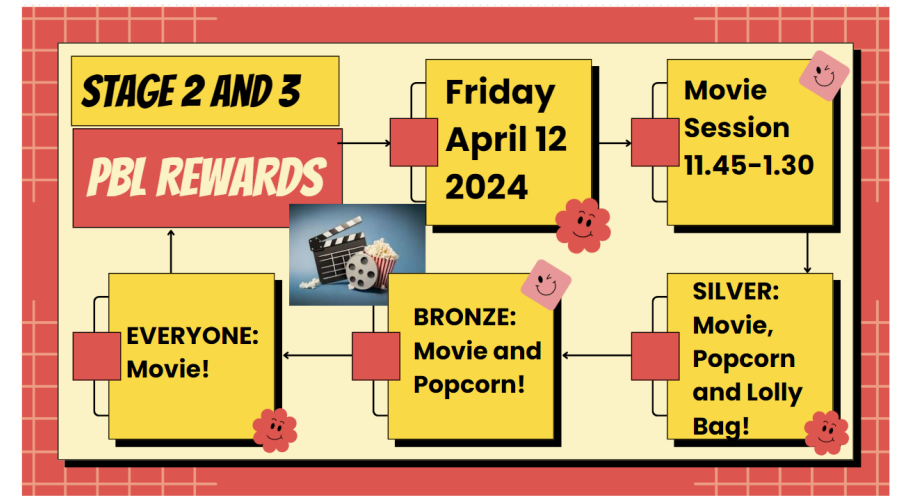 STAGE 2 AND 3
PBL REWARDS
Friday
April 12
2024
Movie
Session
11.45-1.30
SILVER:
Movie,
Popcorn
and Lolly
Bag!
BRONZE:
Movie and
Popcorn!
EVERYONE:
Movie!